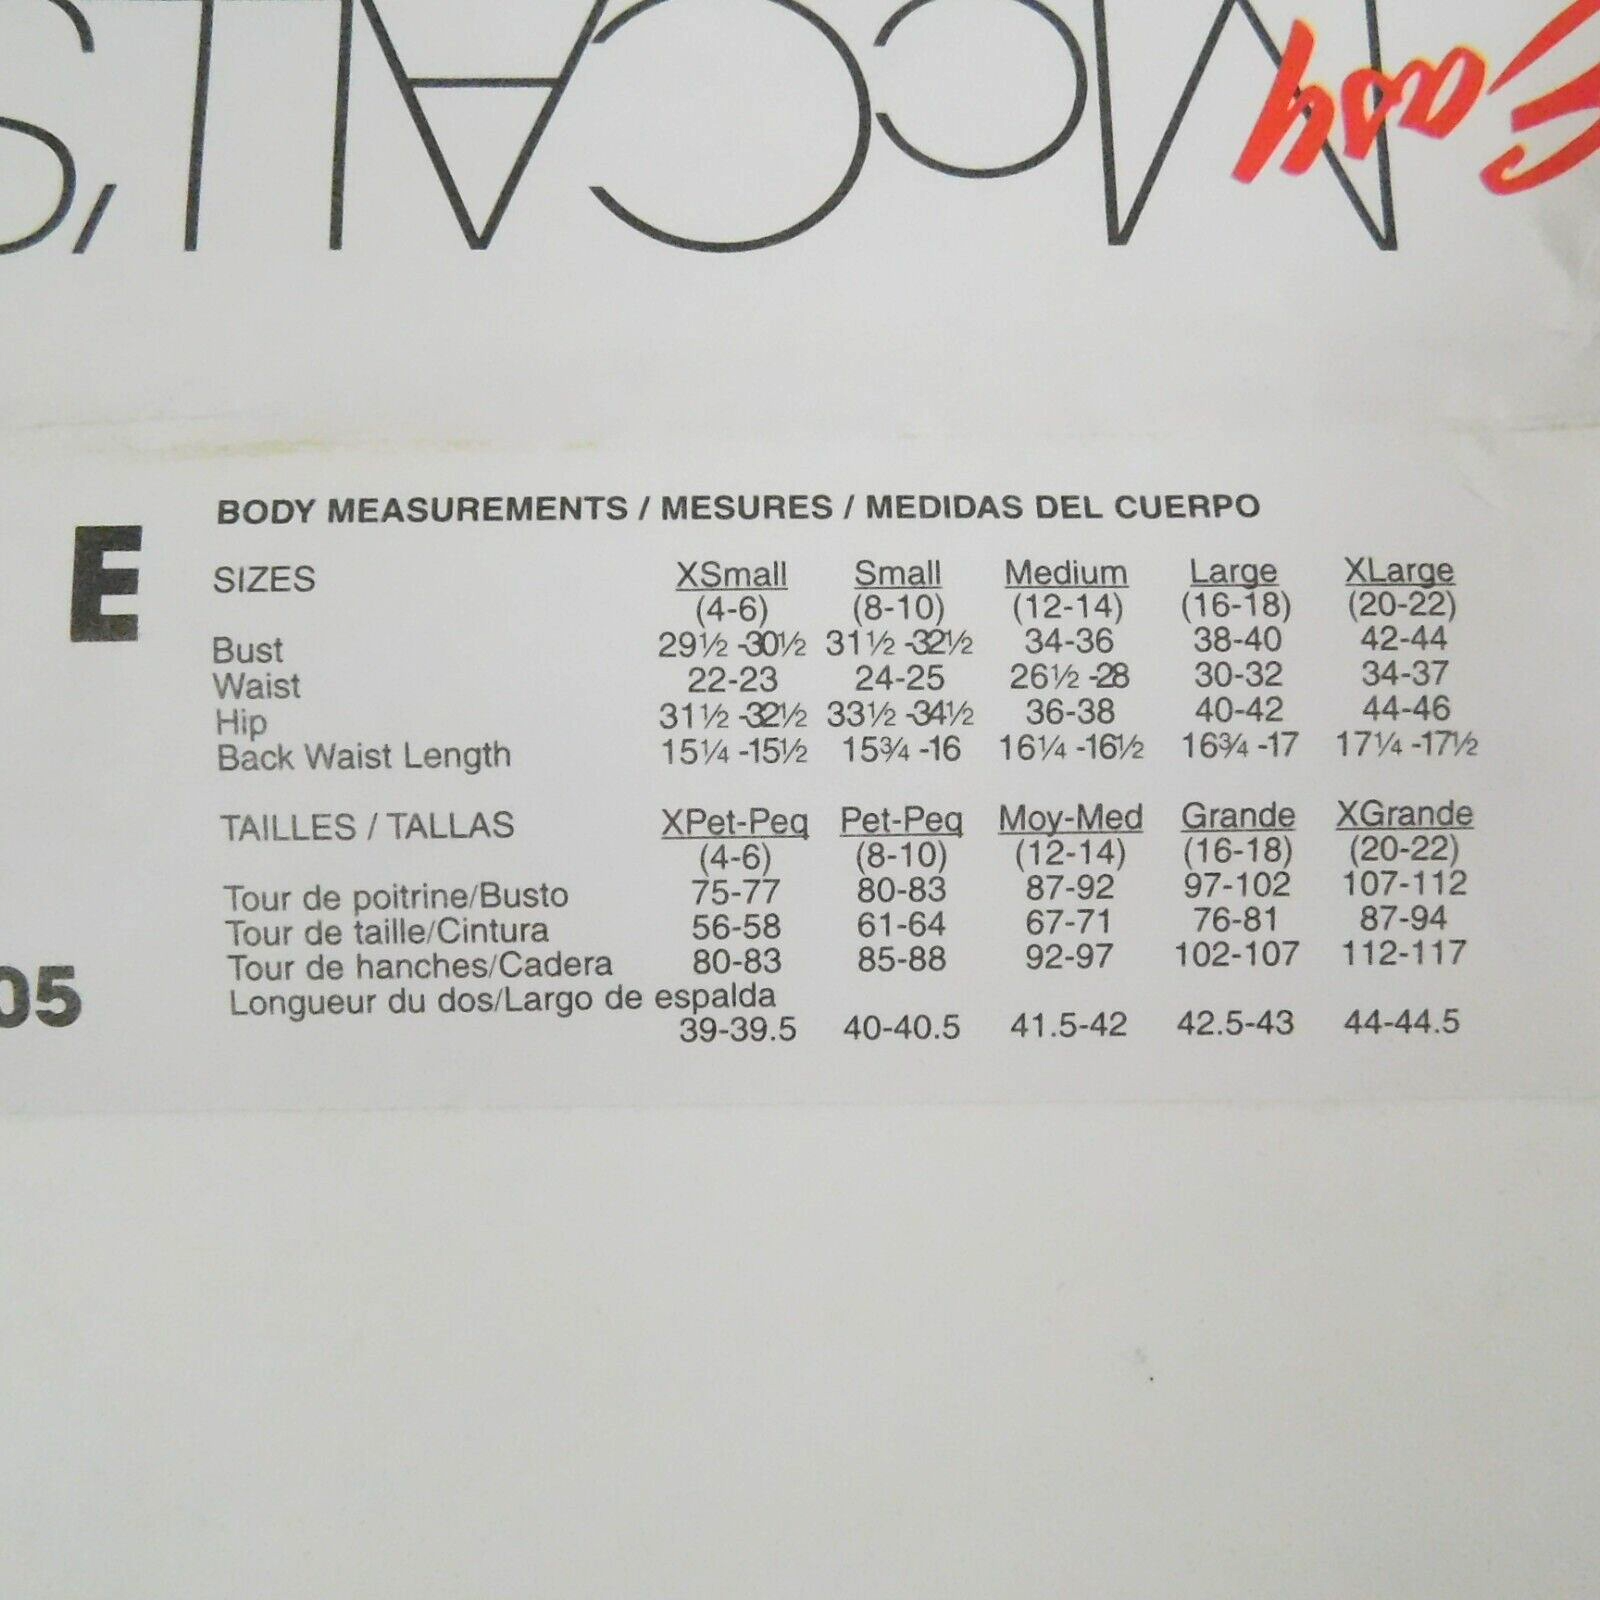 McCALL'S
Easy
E
BODY MEASUREMENTS / MESURES / MEDIDAS DEL CUERPO
SIZES XSmall Small Medium Large XLarge
(4-6) (8-10) (12-14) (16-18) (20-22)
Bust 29½ -30½ 31½ -32½ 34-36 38-40 42-44
Waist 22-23 24-25 26½ -28 30-32 34-37
Hip 31½ -32½ 33½ -34½ 36-38 40-42 44-46
Back Waist Length 15¼ -15½ 15¾ -16 16¼ -16½ 16¾ -17 17¼ -17½
TAILLES / TALLAS XPet-Peq Pet-Peq Moy-Med Grande XGrande
(4-6) (8-10) (12-14) (16-18) (20-22)
Tour de poitrine/Busto 75-77 80-83 87-92 97-102 107-112
Tour de taille/Cintura 56-58 61-64 67-71 76-81 87-94
Tour de hanches/Cadera 80-83 85-88 92-97 102-107 112-117
Longueur du dos/Largo de espalda
39-39.5 40-40.5 41.5-42 42.5-43 44-44.5
05